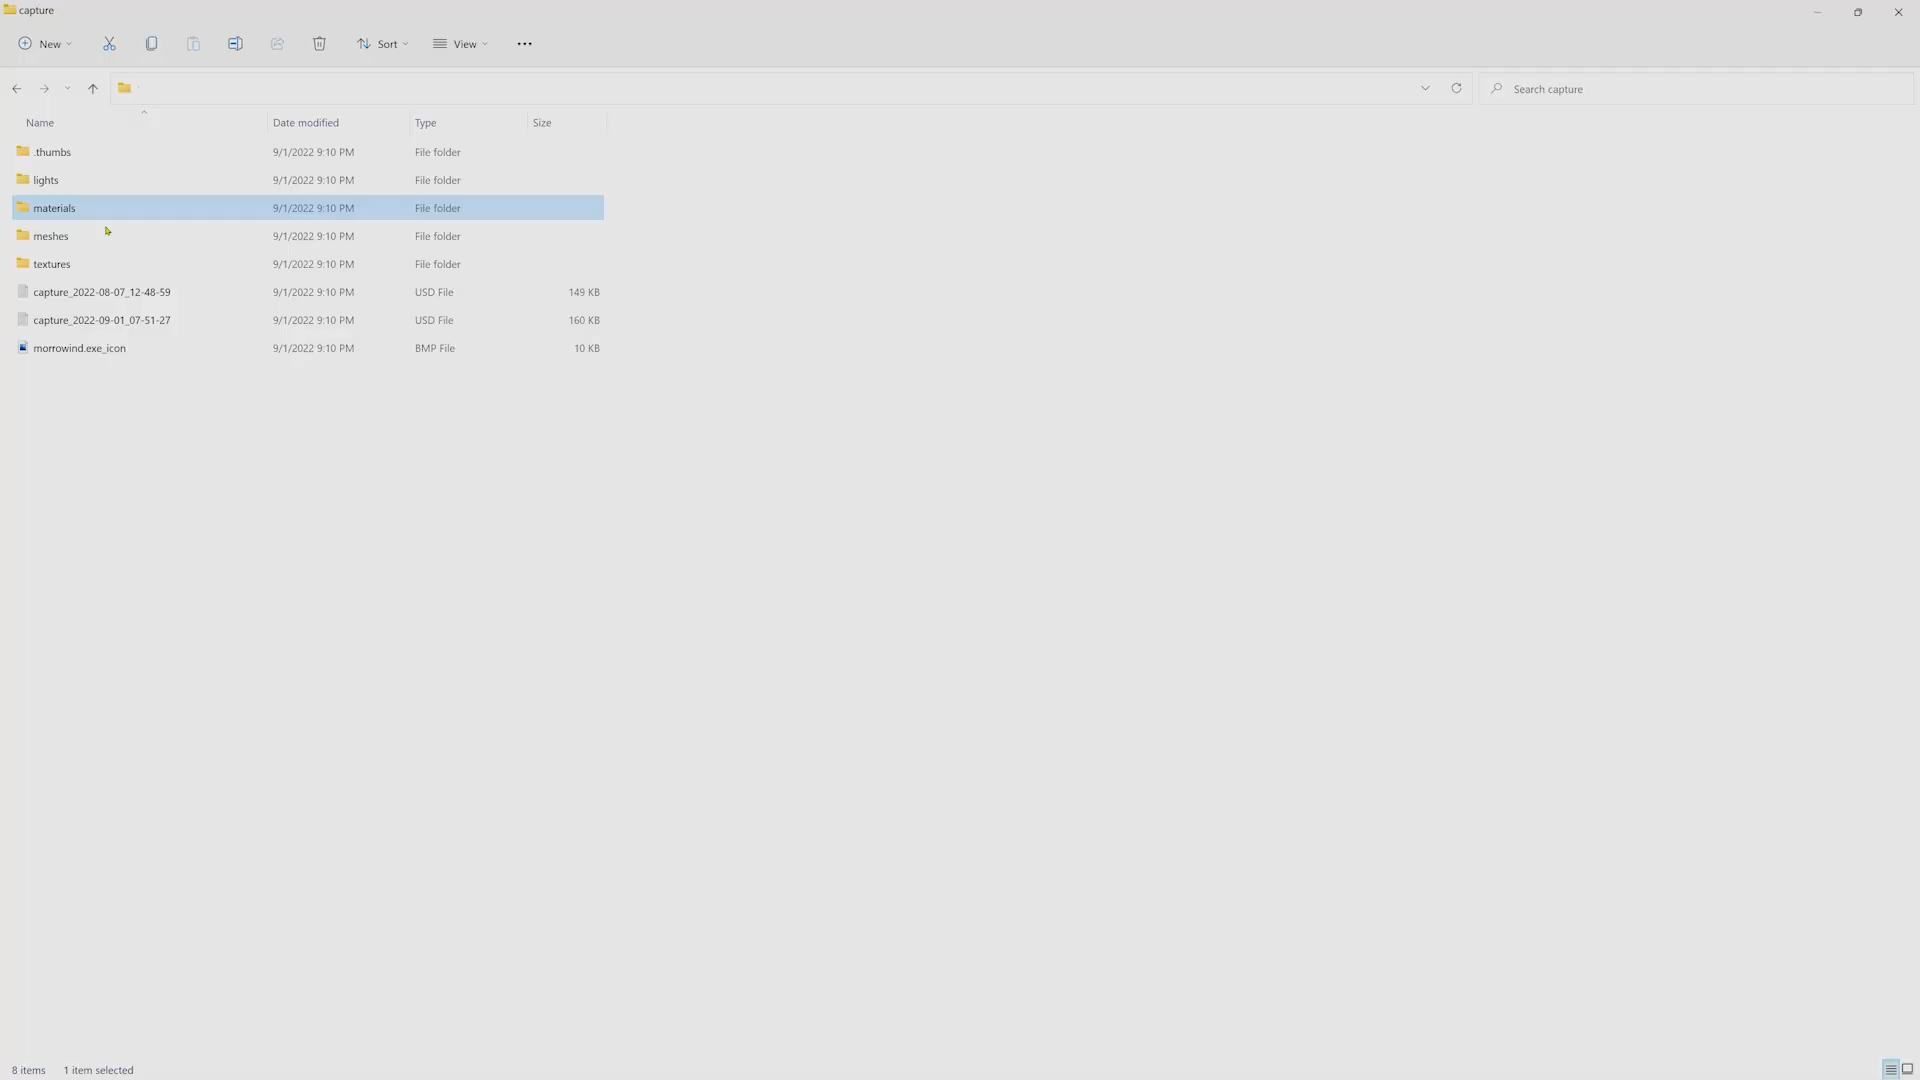 capture
New Sort View
Search capture
Name Date modified Type Size
.thumbs 9/1/2022 9:10 PM File folder
lights 9/1/2022 9:10 PM File folder
materials 9/1/2022 9:10 PM File folder
meshes 9/1/2022 9:10 PM File folder
textures 9/1/2022 9:10 PM File folder
capture_2022-08-07_12-48-59 9/1/2022 9:10 PM USD File 149 KB
capture_2022-09-01_07-51-27 9/1/2022 9:10 PM USD File 160 KB
morrowind.exe_icon 9/1/2022 9:10 PM BMP File 10 KB
8 items 1 item selected